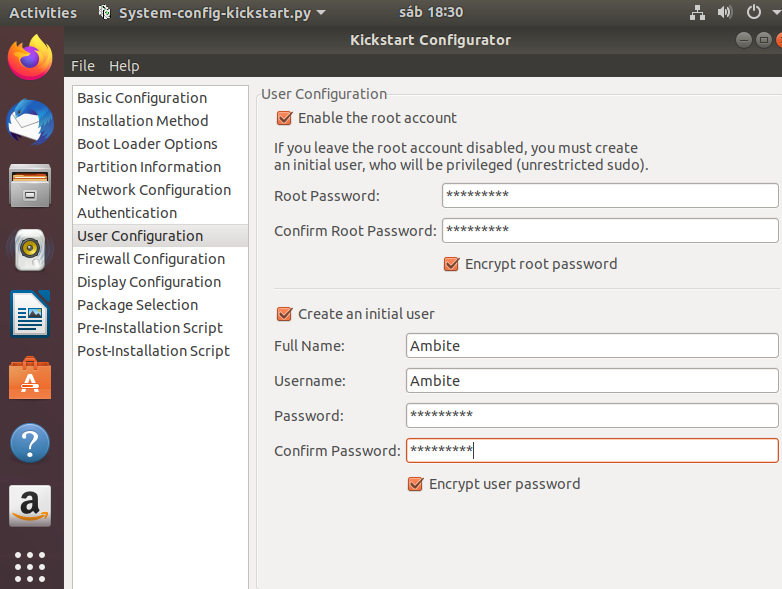 Activities System-config-kickstart.py sáb 18:30
Kickstart Configurator
File Help
Basic Configuration
Installation Method
Boot Loader Options
Partition Information
Network Configuration
Authentication
User Configuration
Firewall Configuration
Display Configuration
Package Selection
Pre-Installation Script
Post-Installation Script
User Configuration
Enable the root account
If you leave the root account disabled, you must create
an initial user, who will be privileged (unrestricted sudo).
Root Password: *********
Confirm Root Password: *********
Encrypt root password
Create an initial user
Full Name: Ambite
Username: Ambite
Password: *********
Confirm Password: *********
Encrypt user password